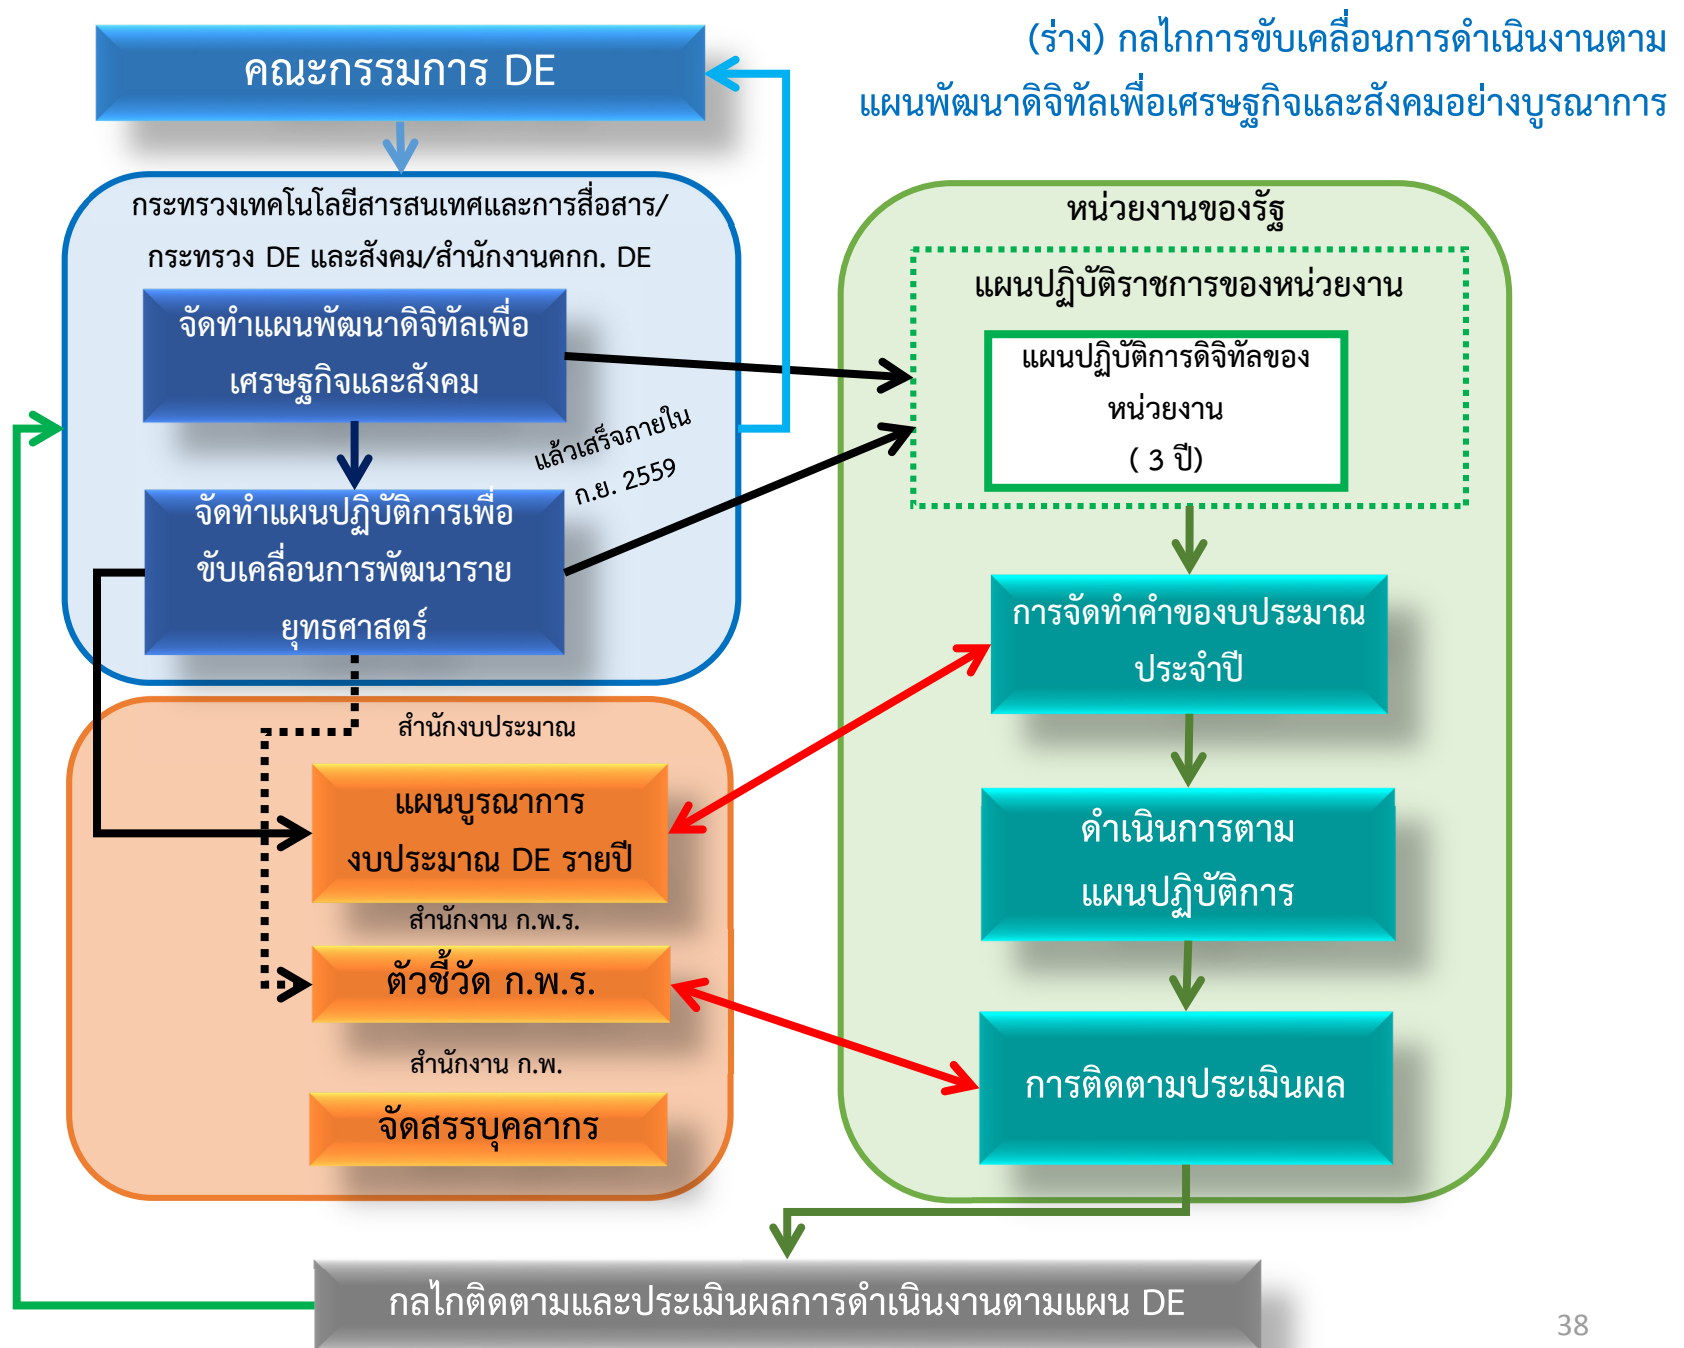 (ร่าง) กลไกการขับเคลื่อนการดำเนินงานตาม
แผนพัฒนาดิจิทัลเพื่อเศรษฐกิจและสังคมอย่างบูรณาการ
คณะกรรมการ DE
กระทรวงเทคโนโลยีสารสนเทศและการสื่อสาร/
กระทรวง DE และสังคม/สำนักงานคกก. DE
จัดทำแผนพัฒนาดิจิทัลเพื่อ
เศรษฐกิจและสังคม
แล้วเสร็จภายใน
ก.ย. 2559
จัดทำแผนปฏิบัติการเพื่อ
ขับเคลื่อนการพัฒนาราย
ยุทธศาสตร์
สำนักงบประมาณ
แผนบูรณาการ
งบประมาณ DE รายปี
สำนักงาน ก.พ.ร.
ตัวชี้วัด ก.พ.ร.
สำนักงาน ก.พ.
จัดสรรบุคลากร
หน่วยงานของรัฐ
แผนปฏิบัติราชการของหน่วยงาน
แผนปฏิบัติการดิจิทัลของ
หน่วยงาน
( 3 ปี)
การจัดทำคำของบประมาณ
ประจำปี
ดำเนินการตาม
แผนปฏิบัติการ
การติดตามประเมินผล
กลไกติดตามและประเมินผลการดำเนินงานตามแผน DE
38